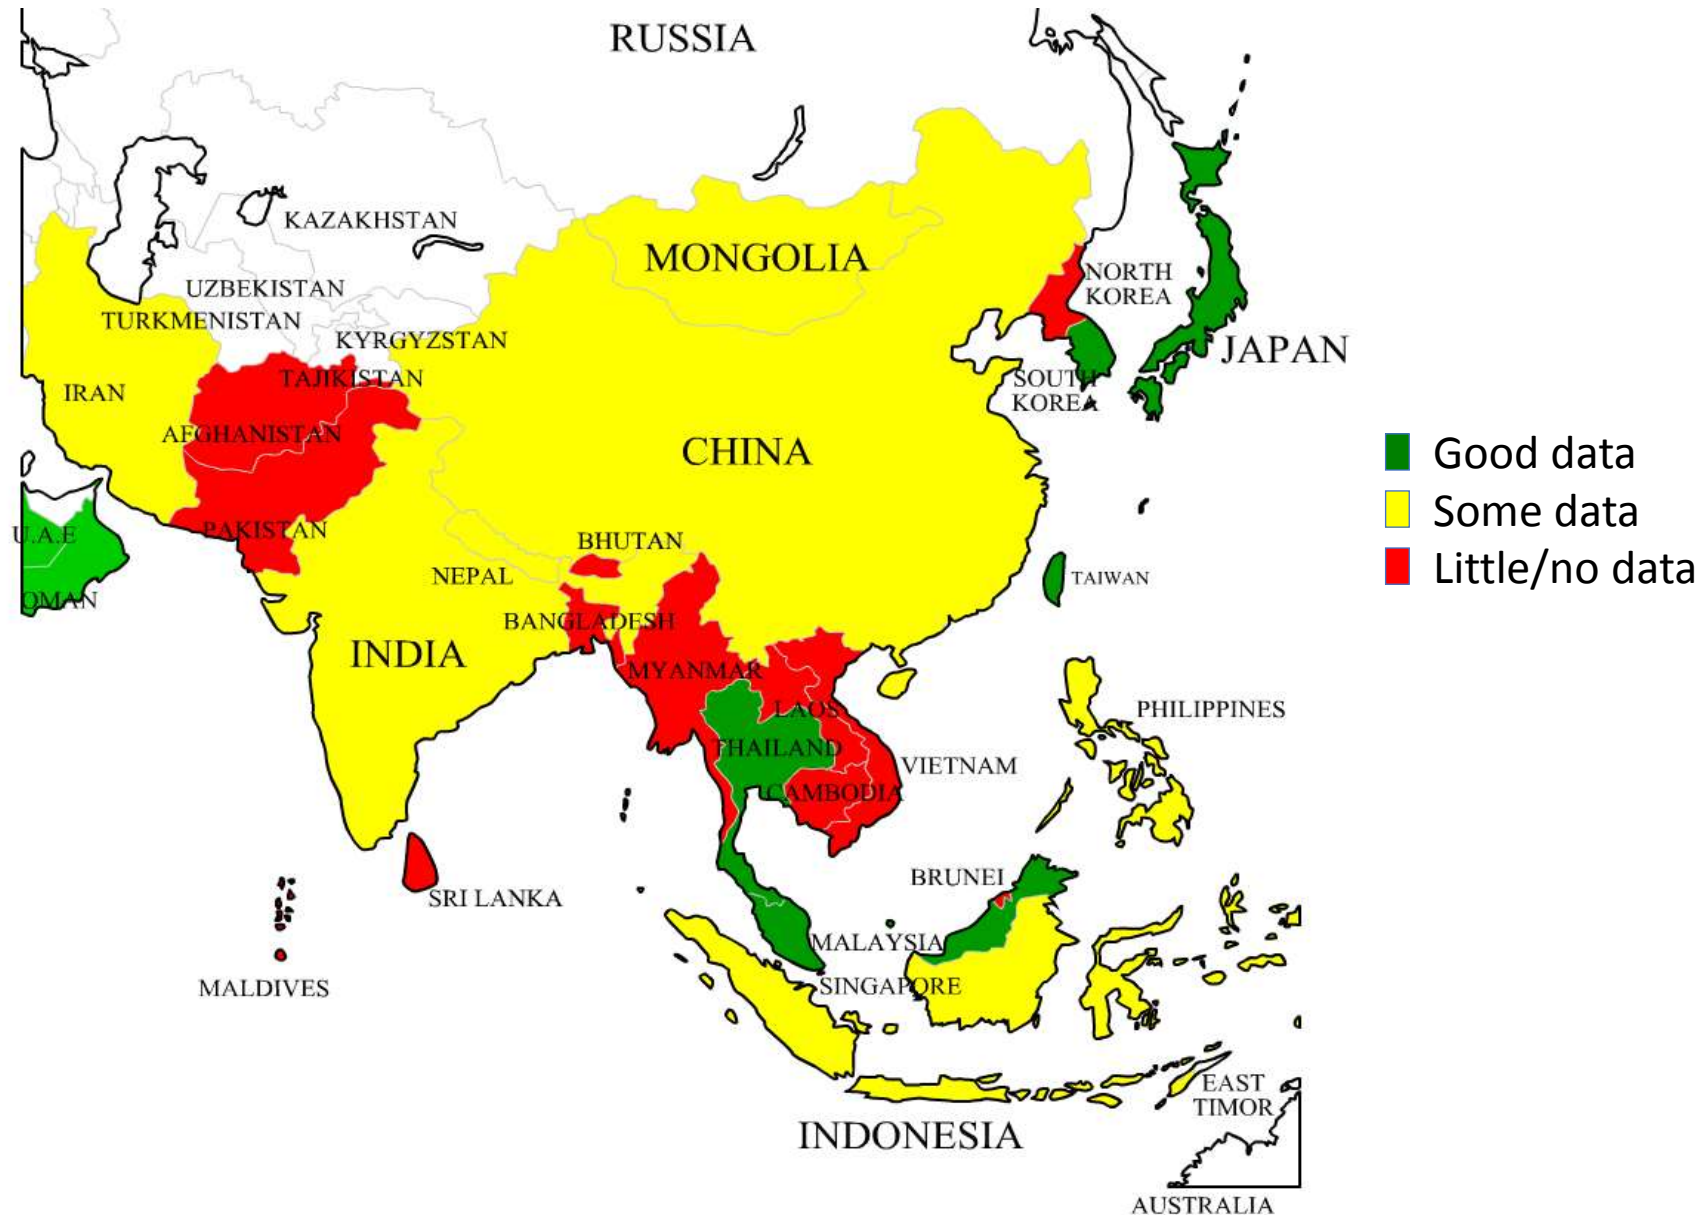 RUSSIA
KAZAKHSTAN
MONGOLIA
NORTH
KOREA
UZBEKISTAN
TURKMENISTAN
KYRGYZSTAN
JAPAN
TAJIKISTAN
SOUTH
KOREA
IRAN
AFGHANISTAN
CHINA
Good data
Some data
Little/no data
PAKISTAN
U.A.E
BHUTAN
NEPAL
TAIWAN
OMAN
BANGLADESH
INDIA
MYANMAR
LAOS
PHILIPPINES
THAILAND
VIETNAM
CAMBODIA
BRUNEI
SRI LANKA
MALAYSIA
MALDIVES
SINGAPORE
EAST
TIMOR
INDONESIA
AUSTRALIA